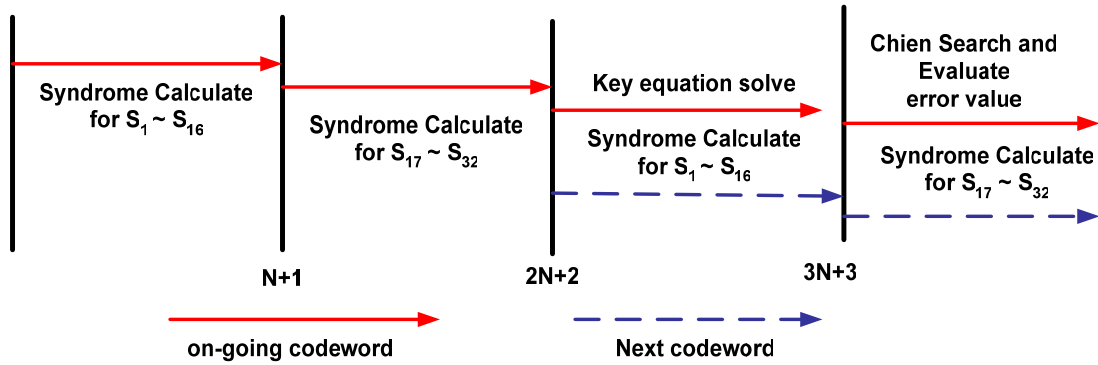 Syndrome Calculate
for S₁ ~ S₁₆
Syndrome Calculate
for S₁₇ ~ S₃₂
Key equation solve
Syndrome Calculate
for S₁ ~ S₁₆
Chien Search and
Evaluate
error value
Syndrome Calculate
for S₁₇ ~ S₃₂
N+1
2N+2
3N+3
on-going codeword
Next codeword